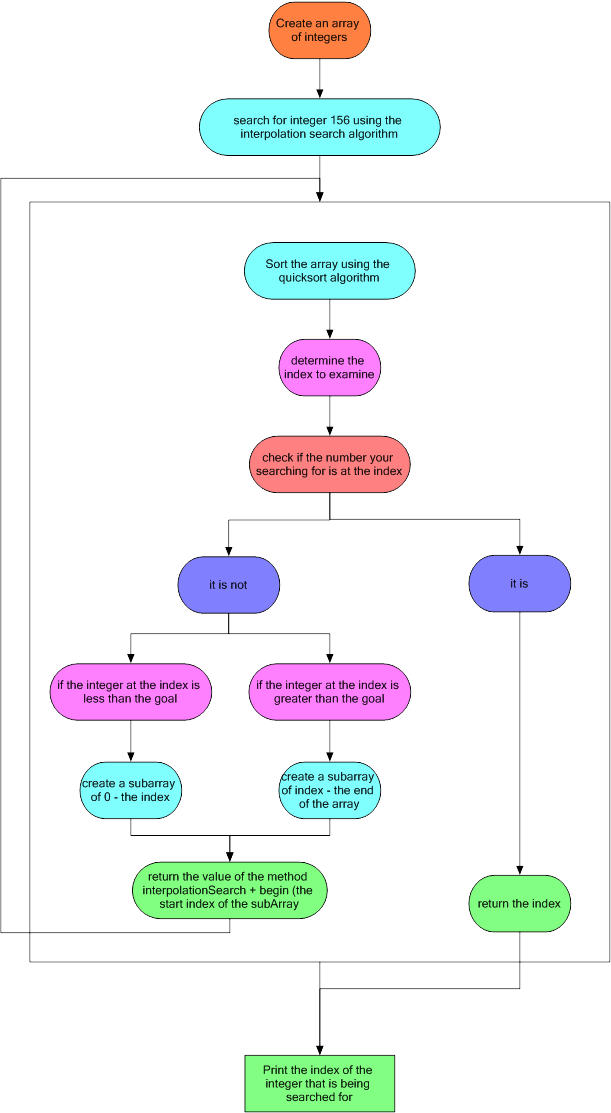 Create an array
of integers
search for integer 156 using the
interpolation search algorithm
Sort the array using the
quicksort algorithm
determine the
index to examine
check if the number your
searching for is at the index
it is not
it is
if the integer at the index is
less than the goal
if the integer at the index is
greater than the goal
create a subarray
of 0 - the index
create a subarray
of index - the end
of the array
return the value of the method
interpolationSearch + begin (the
start index of the subArray
return the index
Print the index of the
integer that is being
searched for